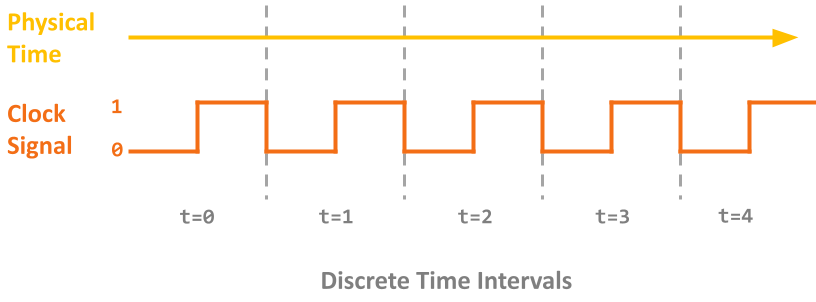 Physical
Time
Clock
Signal
1
0
t=0
t=1
t=2
t=3
t=4
Discrete Time Intervals